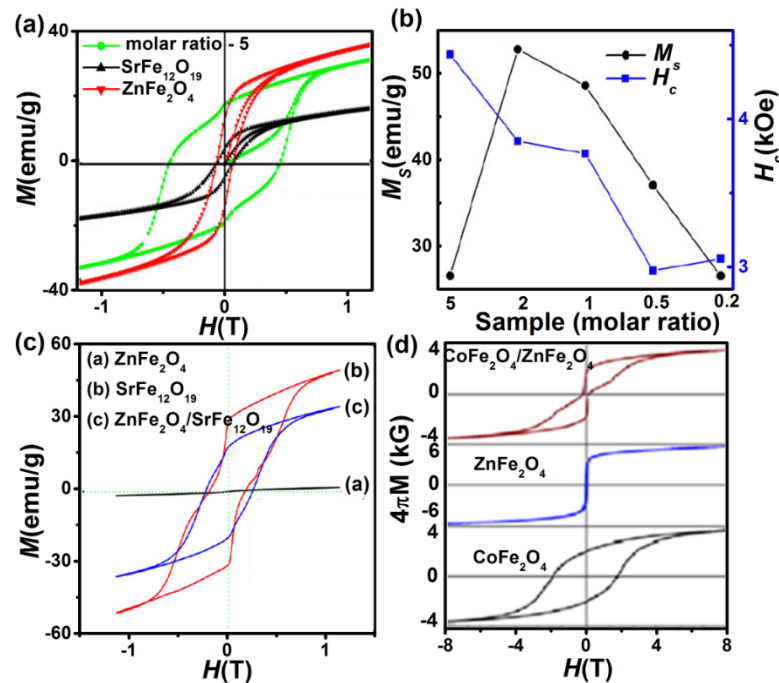 (a)
molar ratio - 5
SrFe₁₂O₁₉
ZnFe₂O₄
M(emu/g)
40
0
-40
-1
0
1
H(T)
(b)
Mₛ
H_c
Mₛ(emu/g)
50
40
30
H_c(kOe)
4
3
5
2
1
0.5
0.2
Sample (molar ratio)
(c)
(a) ZnFe₂O₄
(b) SrFe₁₂O₁₉
(c) ZnFe₂O₄/SrFe₁₂O₁₉
(b)
(c)
(a)
M(emu/g)
60
30
0
-30
-60
-1
0
1
H(T)
(d)
CoFe₂O₄/ZnFe₂O₄
ZnFe₂O₄
CoFe₂O₄
4πM (kG)
4
0
-4
6
0
-6
4
0
-4
-8
-4
0
4
8
H(T)